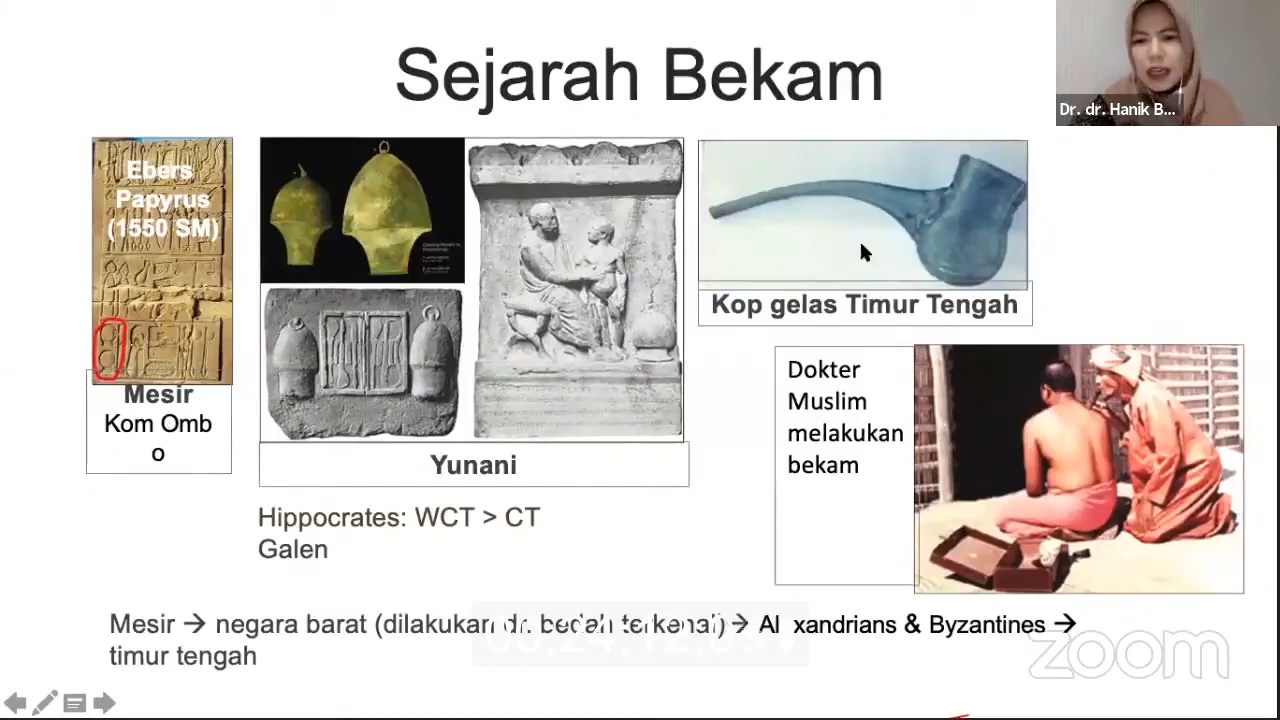 Sejarah Bekam
Dr. dr. Hanik B...
Ebers
Papyrus
(1550 SM)
Mesir
Kom Omb
o
Yunani
Hippocrates: WCT > CT
Galen
Kop gelas Timur Tengah
Dokter
Muslim
melakukan
bekam
Mesir → negara barat (dilakukan dr. bedah terkenal) → Al xandrians & Byzantines →
timur tengah
zoom